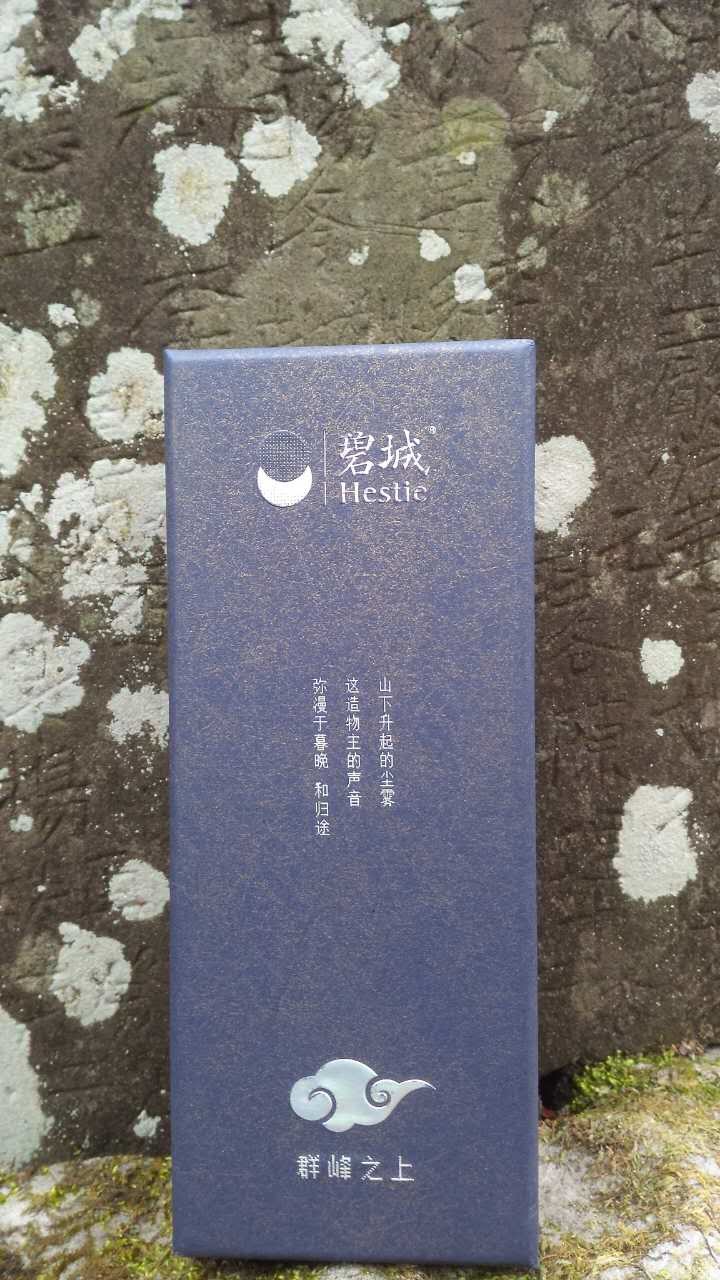 碧城®
Hestie
山下升起的尘雾
这造物主的声音
弥漫于暮晚 和归途
群峰之上